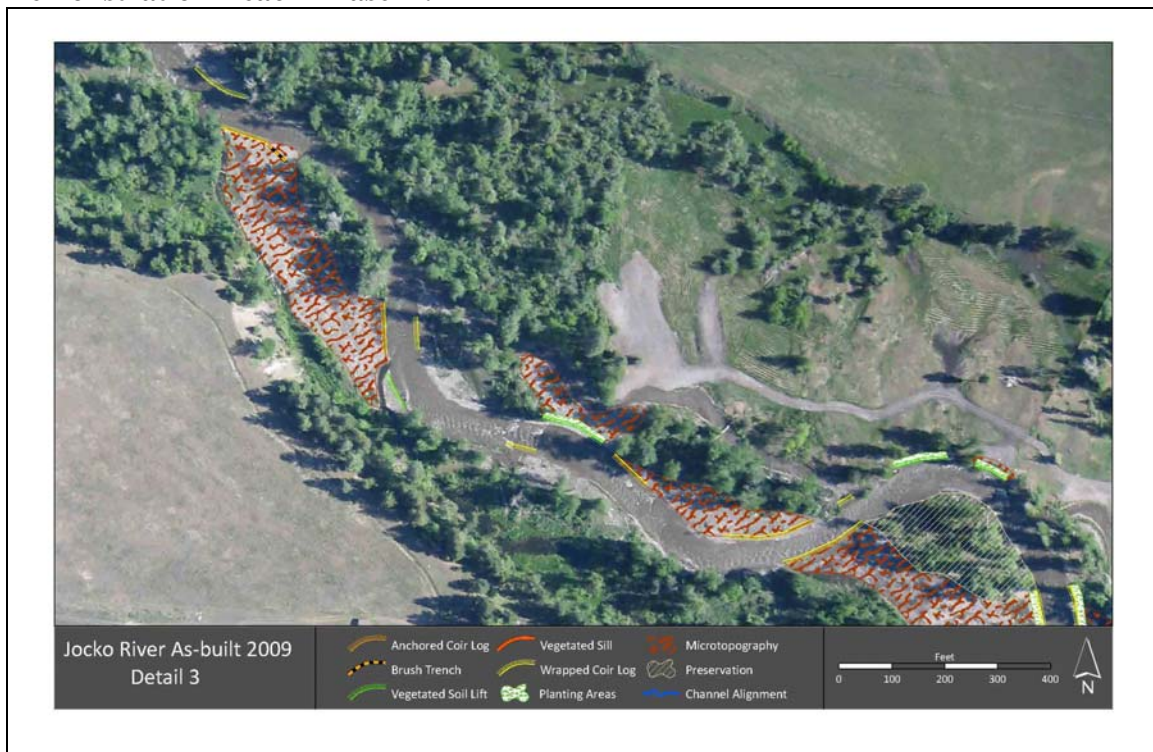 Jocko River As-built 2009
Detail 3
Anchored Coir Log
Brush Trench
Vegetated Soil Lift
Vegetated Sill
Wrapped Coir Log
Planting Areas
Microtopography
Preservation
Channel Alignment
Feet
0 100 200 300 400
N